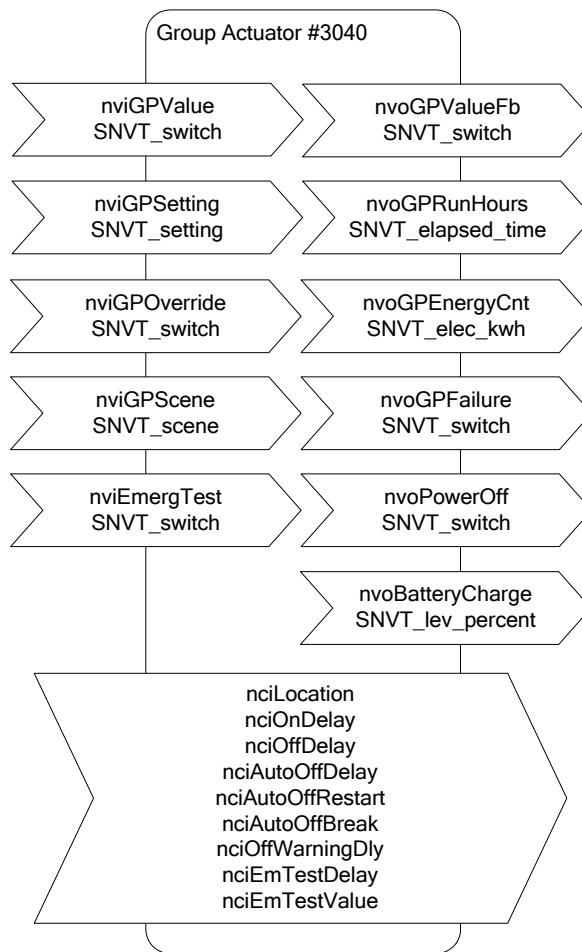 Group Actuator #3040
nviGPValue
SNVT_switch
nvoGPValueFb
SNVT_switch
nviGPSetting
SNVT_setting
nvoGPRunHours
SNVT_elapsed_time
nviGPOverride
SNVT_switch
nvoGPEnergyCnt
SNVT_elec_kwh
nviGPScene
SNVT_scene
nvoGPFailure
SNVT_switch
nviEmergTest
SNVT_switch
nvoPowerOff
SNVT_switch
nvoBatteryCharge
SNVT_lev_percent
nciLocation
nciOnDelay
nciOffDelay
nciAutoOffDelay
nciAutoOffRestart
nciAutoOffBreak
nciOffWarningDly
nciEmTestDelay
nciEmTestValue